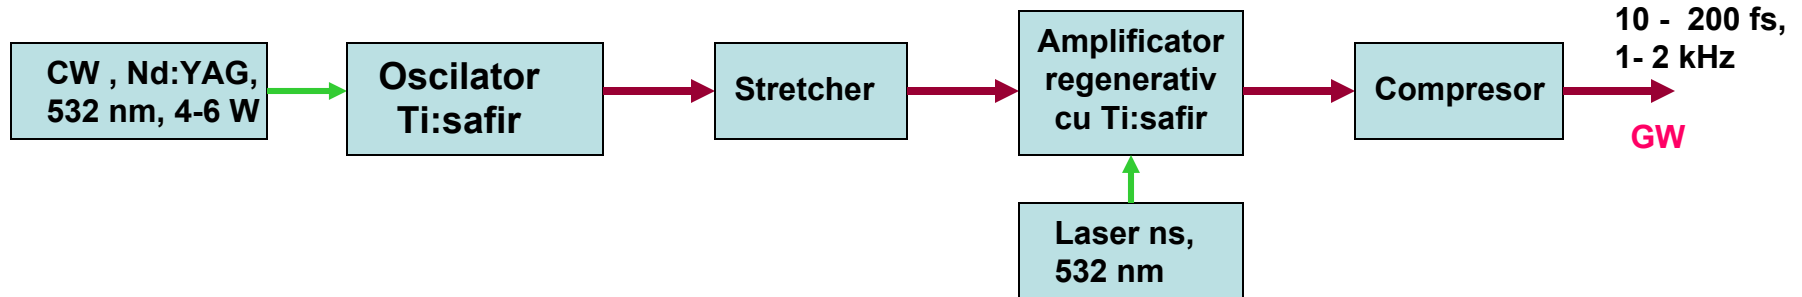 CW , Nd:YAG,
532 nm, 4-6 W
Oscilator
Ti:safir
Stretcher
Amplificator
regenerativ
cu Ti:safir
Laser ns,
532 nm
Compresor
10 - 200 fs,
1- 2 kHz
GW